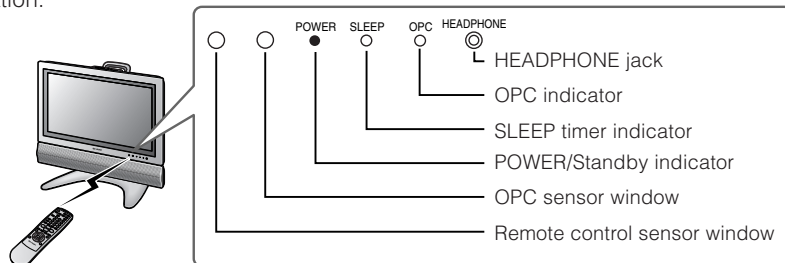 ation.
POWER SLEEP OPC HEADPHONE
HEADPHONE jack
OPC indicator
SLEEP timer indicator
POWER/Standby indicator
OPC sensor window
Remote control sensor window